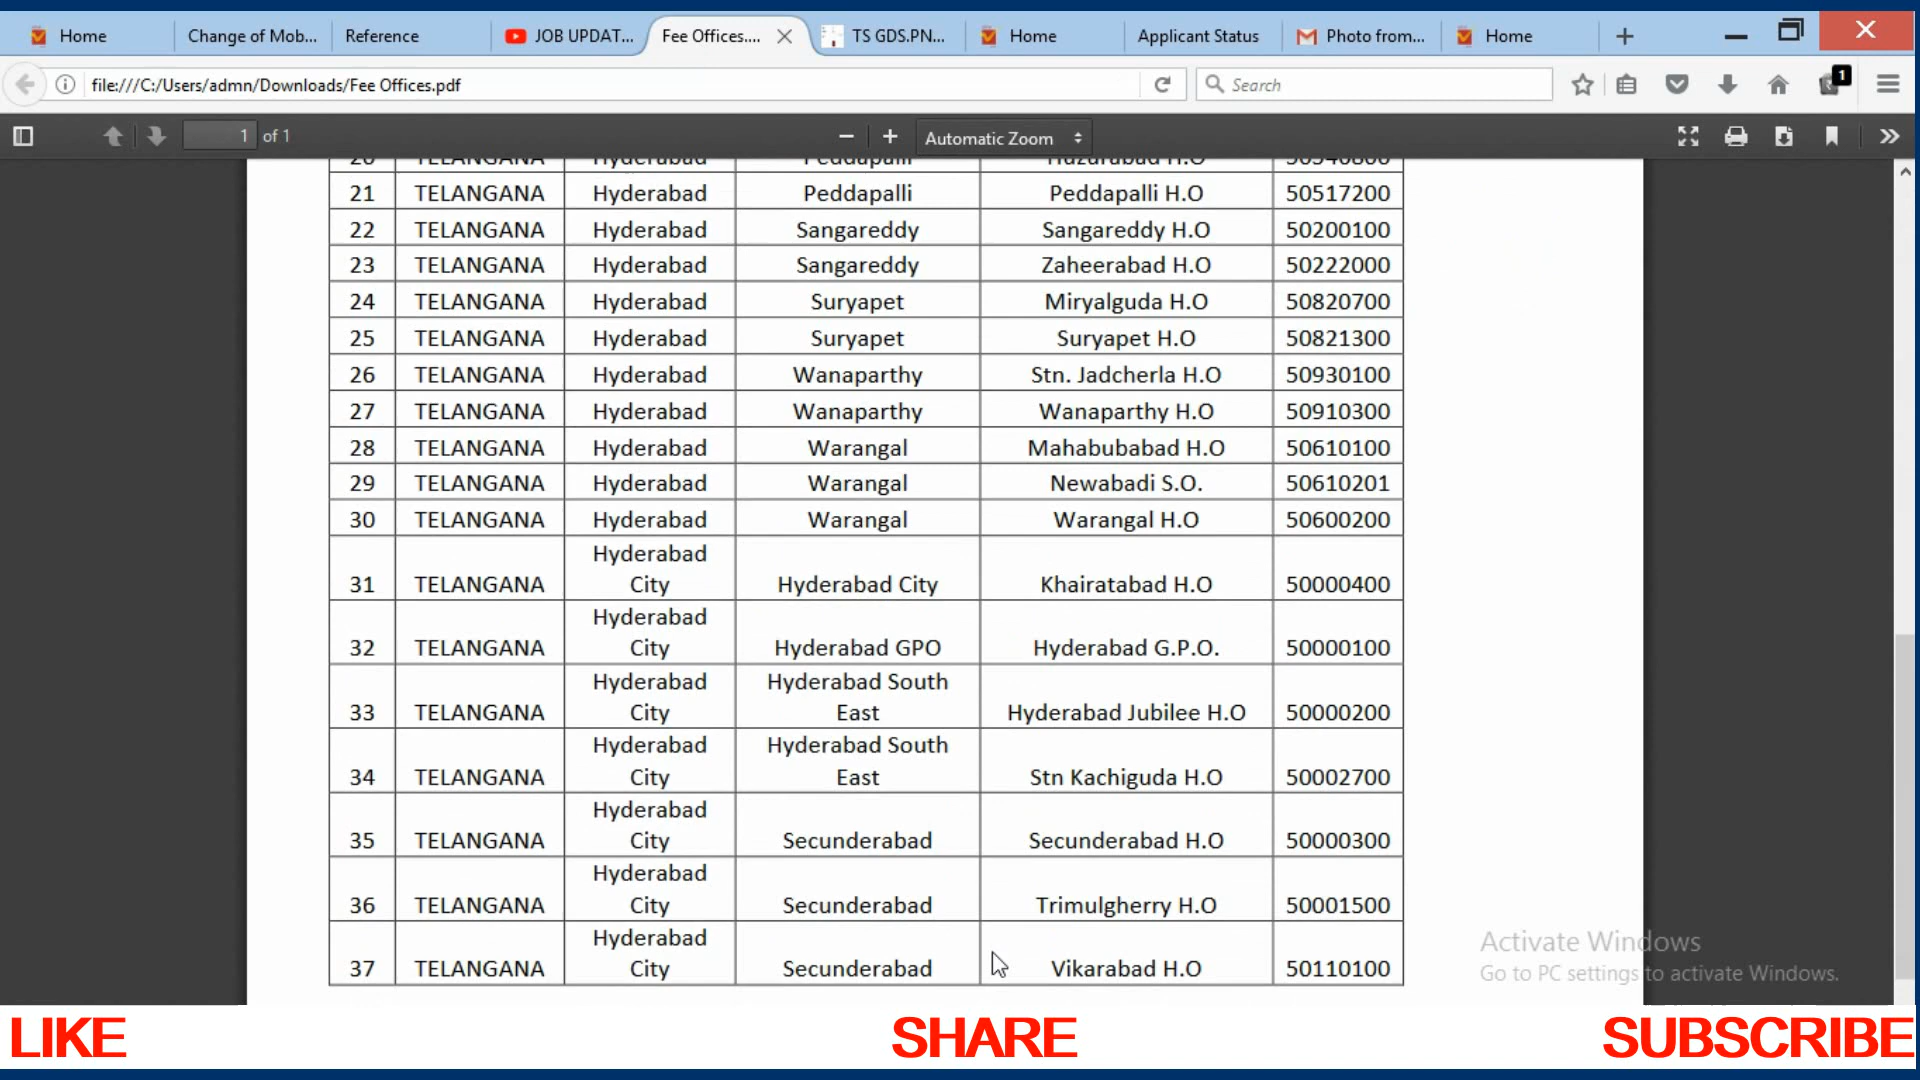 Home
Change of Mob...
Reference
JOB UPDAT...
Fee Offices....
TS GDS.PN...
Home
Applicant Status
Photo from...
Home
file:///C:/Users/admn/Downloads/Fee Offices.pdf
Search
1
1 of 1
Automatic Zoom
20 TELANGANA Hyderabad Peddapalli Huzurabad H.O 50546800
21 TELANGANA Hyderabad Peddapalli Peddapalli H.O 50517200
22 TELANGANA Hyderabad Sangareddy Sangareddy H.O 50200100
23 TELANGANA Hyderabad Sangareddy Zaheerabad H.O 50222000
24 TELANGANA Hyderabad Suryapet Miryalguda H.O 50820700
25 TELANGANA Hyderabad Suryapet Suryapet H.O 50821300
26 TELANGANA Hyderabad Wanaparthy Stn. Jadcherla H.O 50930100
27 TELANGANA Hyderabad Wanaparthy Wanaparthy H.O 50910300
28 TELANGANA Hyderabad Warangal Mahabubabad H.O 50610100
29 TELANGANA Hyderabad Warangal Newabadi S.O. 50610201
30 TELANGANA Hyderabad Warangal Warangal H.O 50600200
Hyderabad
31 TELANGANA City Hyderabad City Khairatabad H.O 50000400
Hyderabad
32 TELANGANA City Hyderabad GPO Hyderabad G.P.O. 50000100
Hyderabad Hyderabad South
33 TELANGANA City East Hyderabad Jubilee H.O 50000200
Hyderabad Hyderabad South
34 TELANGANA City East Stn Kachiguda H.O 50002700
Hyderabad
35 TELANGANA City Secunderabad Secunderabad H.O 50000300
Hyderabad
36 TELANGANA City Secunderabad Trimulgherry H.O 50001500
Hyderabad
37 TELANGANA City Secunderabad Vikarabad H.O 50110100
Activate Windows
Go to PC settings to activate Windows.
LIKE
SHARE
SUBSCRIBE